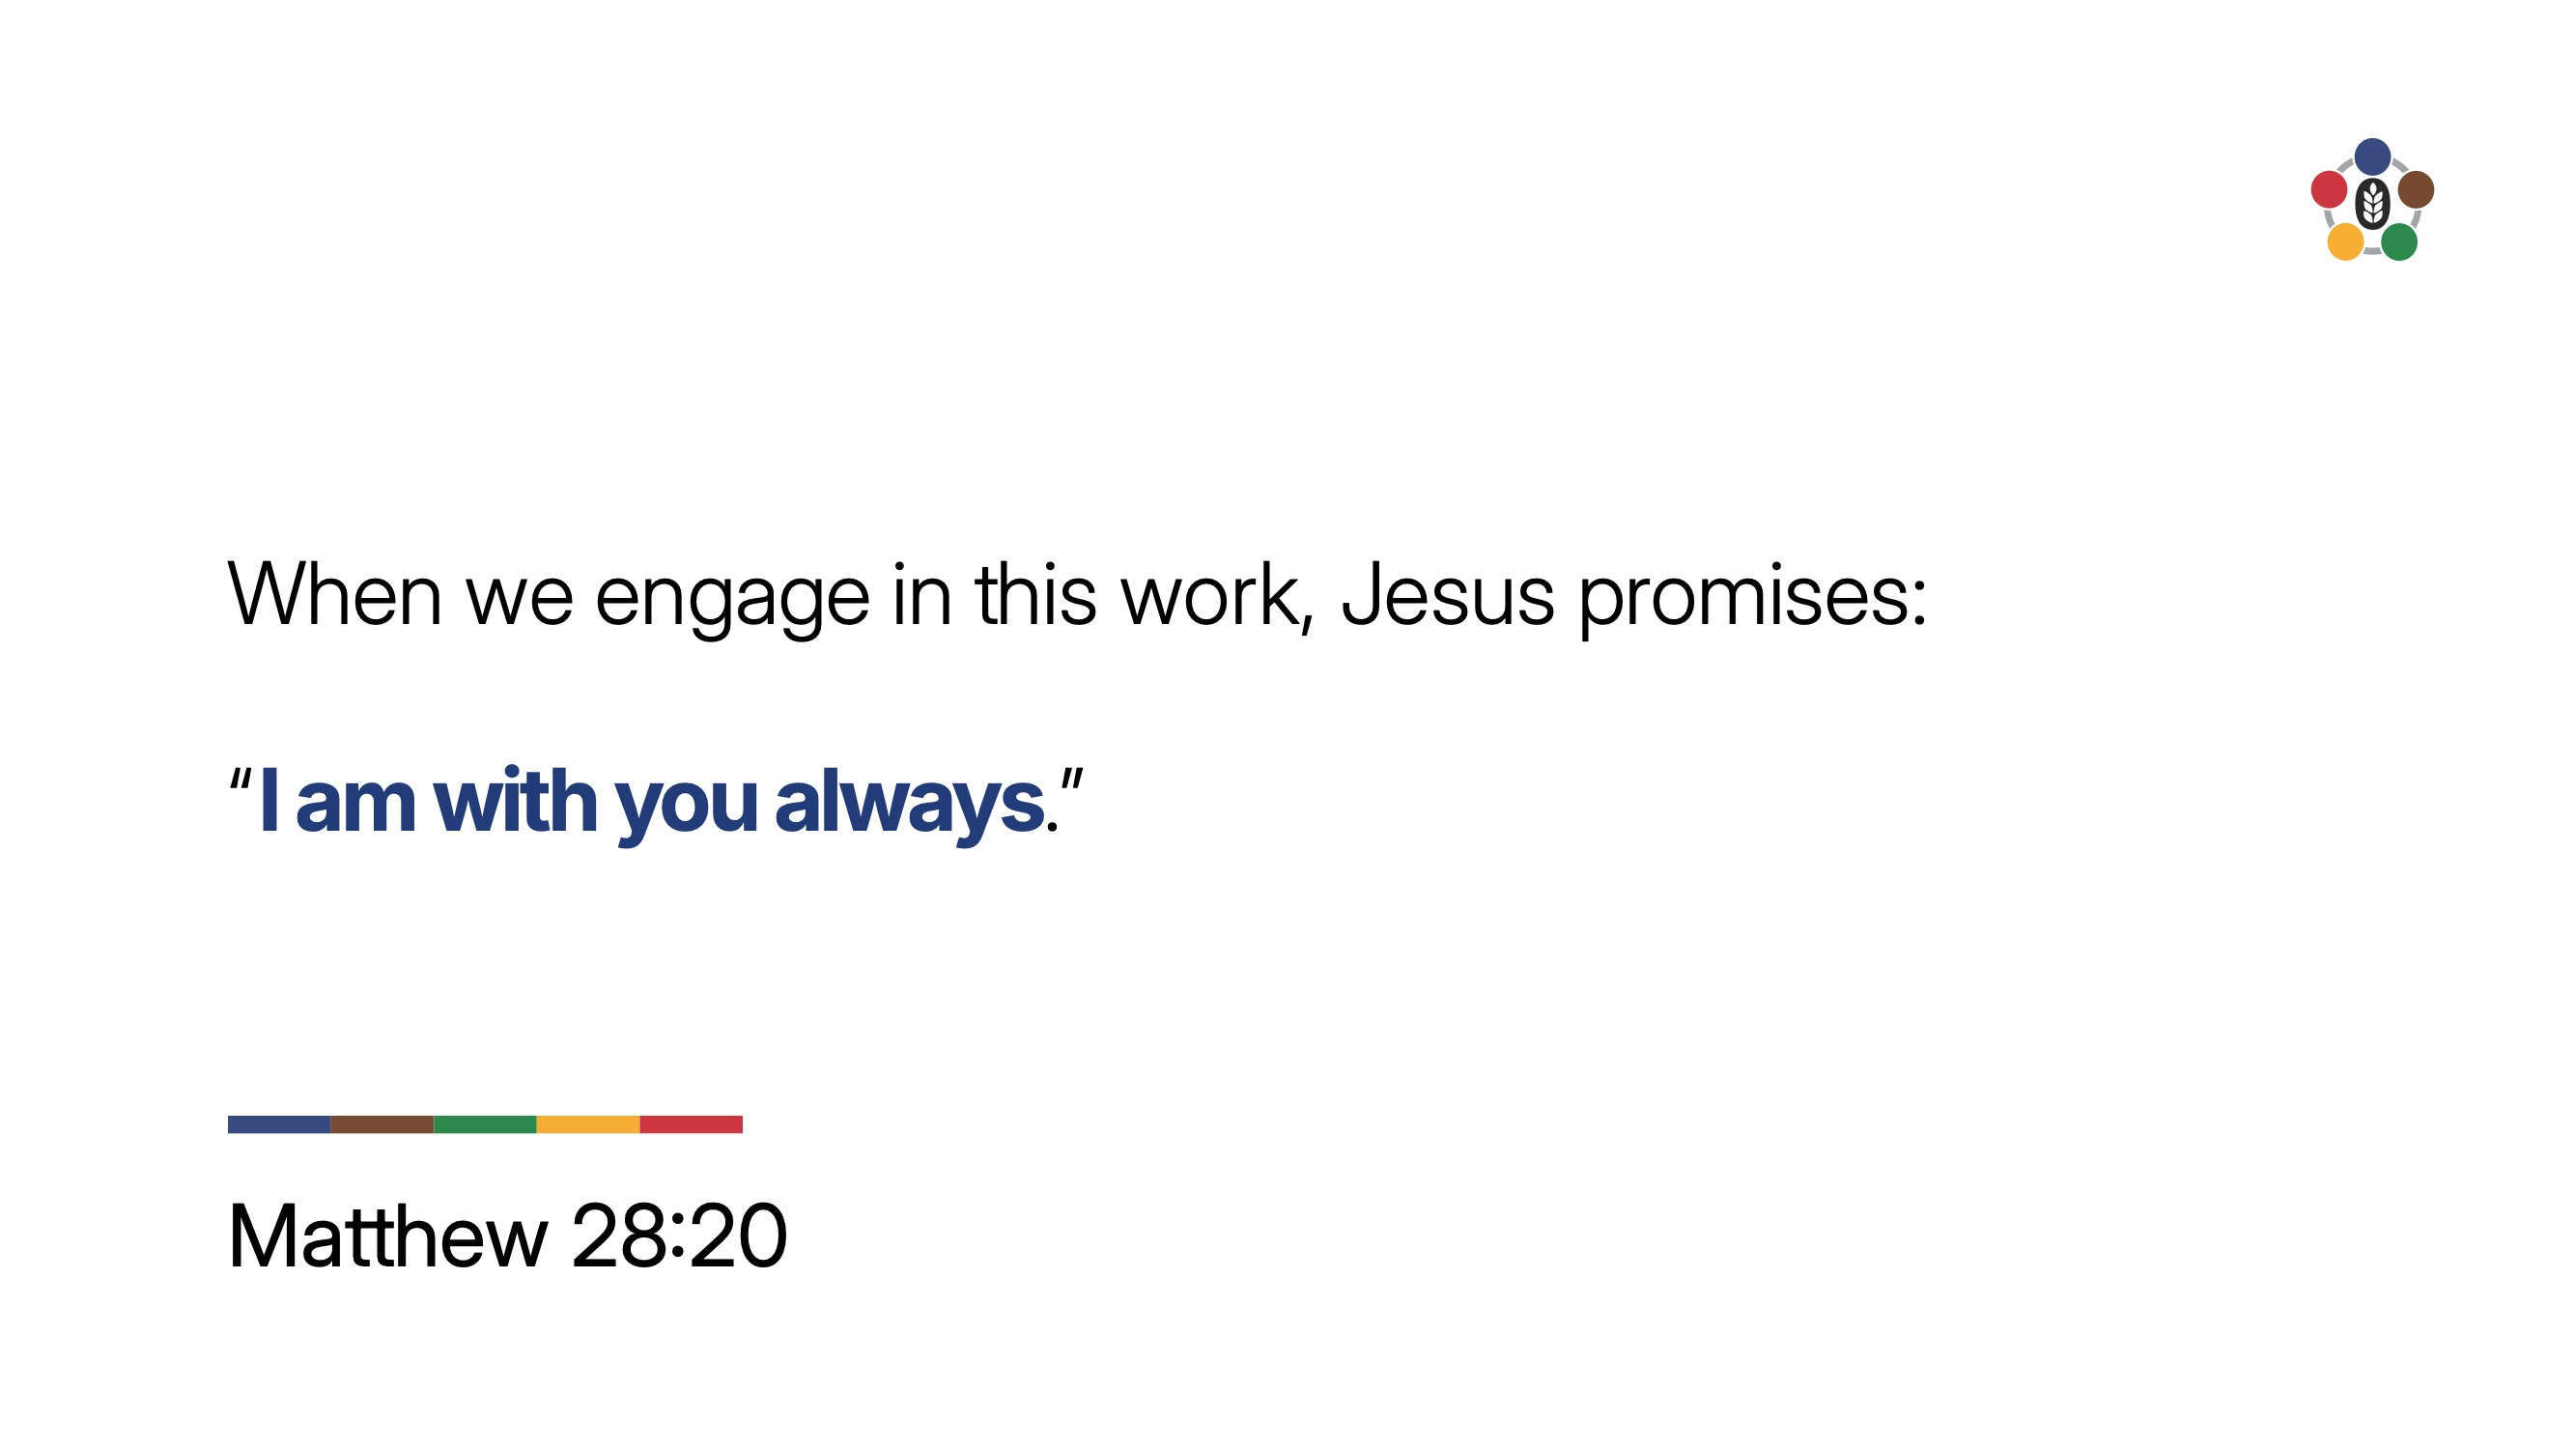 When we engage in this work, Jesus promises:
“I am with you always.”
Matthew 28:20